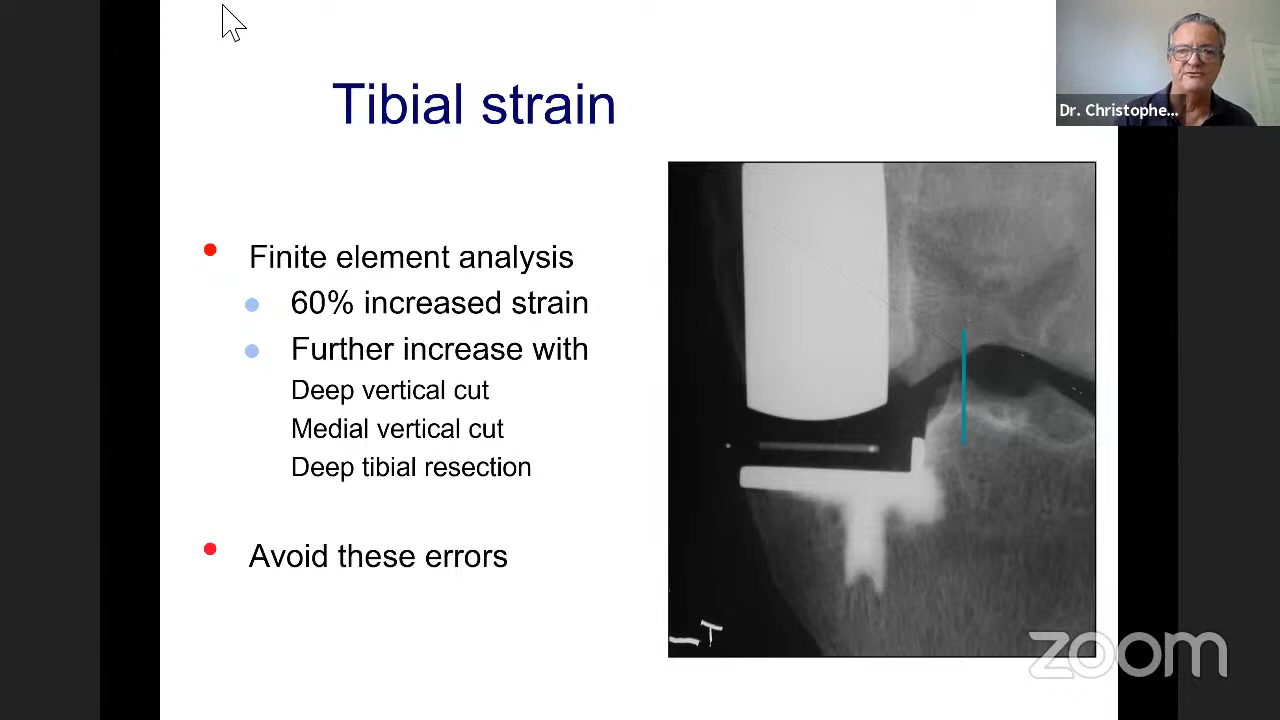 Dr. Christophe...
Tibial strain
Finite element analysis
60% increased strain
Further increase with
Deep vertical cut
Medial vertical cut
Deep tibial resection
Avoid these errors
T
zoom